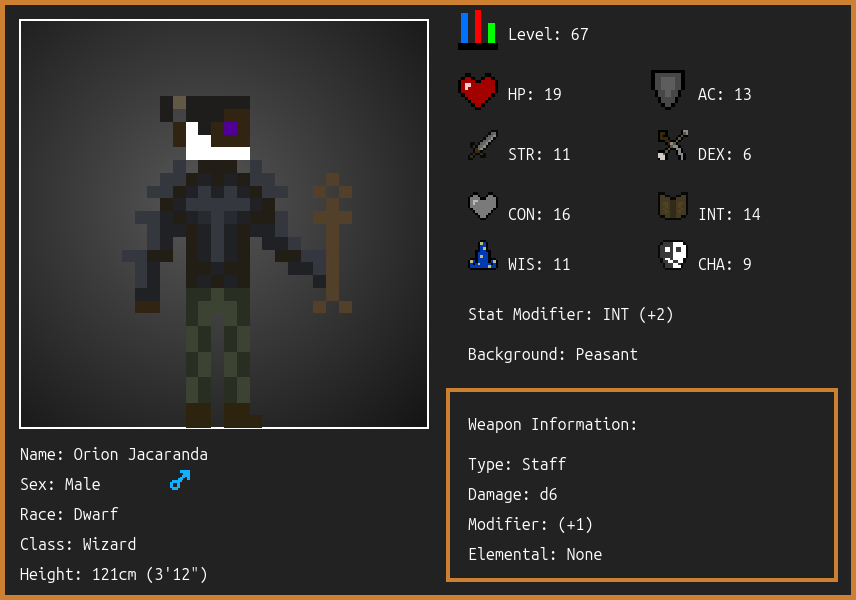 Level: 67
HP: 19
AC: 13
STR: 11
DEX: 6
CON: 16
INT: 14
WIS: 11
CHA: 9
Stat Modifier: INT (+2)
Background: Peasant
Weapon Information:
Type: Staff
Damage: d6
Modifier: (+1)
Elemental: None
Name: Orion Jacaranda
Sex: Male
Race: Dwarf
Class: Wizard
Height: 121cm (3'12")